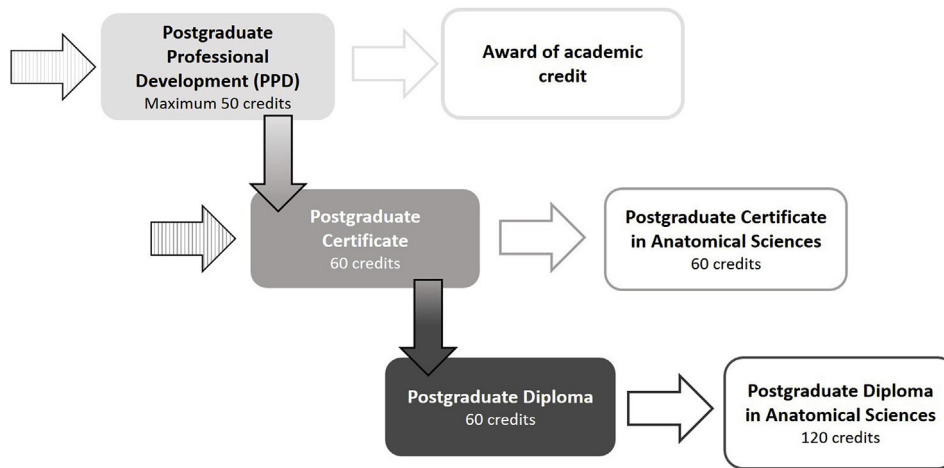 Postgraduate
Professional
Development (PPD)
Maximum 50 credits
Award of academic
credit
Postgraduate
Certificate
60 credits
Postgraduate Certificate
in Anatomical Sciences
60 credits
Postgraduate Diploma
60 credits
Postgraduate Diploma
in Anatomical Sciences
120 credits